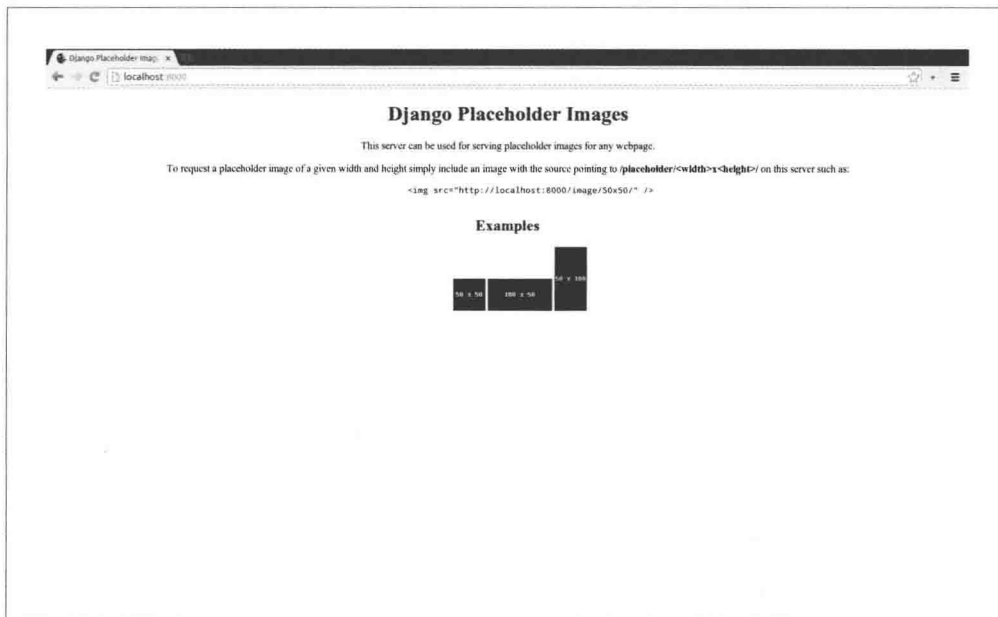 Django Placeholder Imag
localhost:8000
Django Placeholder Images
This server can be used for serving placeholder images for any webpage.
To request a placeholder image of a given width and height simply include an image with the source pointing to /placeholder/<width>x<height>/ on this server such as:
<img src="http://localhost:8000/image/50x50/" />
Examples
50 x 50
100 x 50
50 x 100